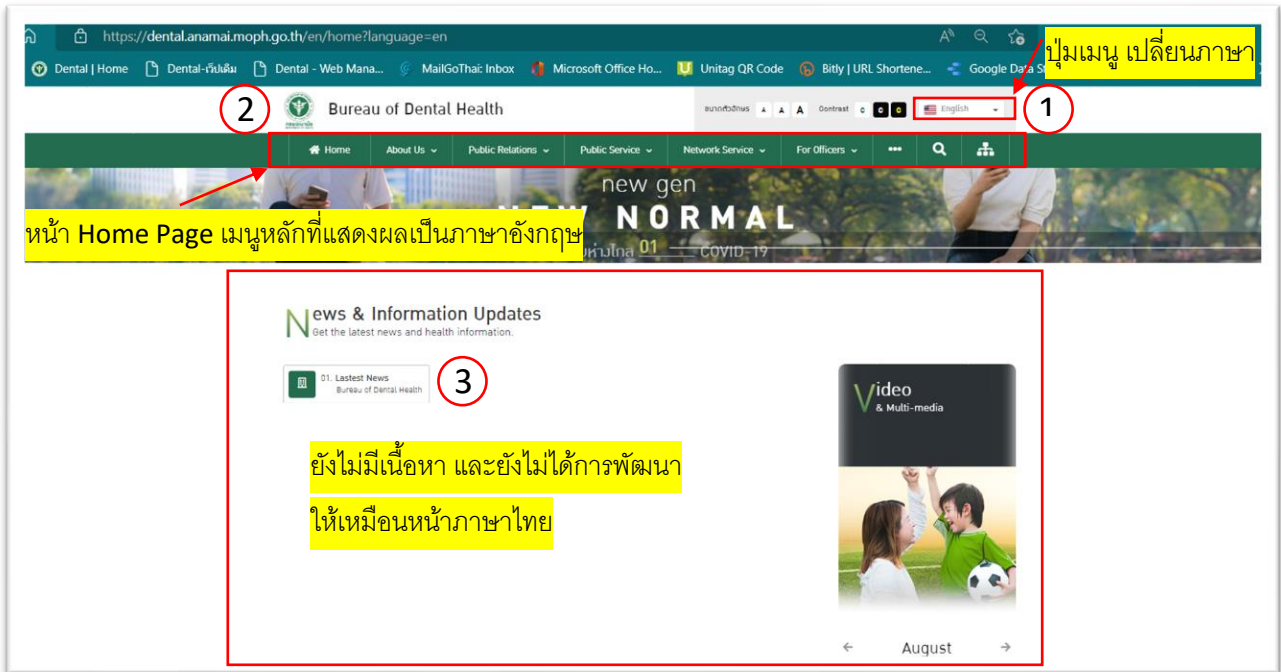 https://dental.anamai.moph.go.th/en/home?language=en
ปุ่มเมนู เปลี่ยนภาษา
Dental | Home Dental-เว็ปเดิม Dental - Web Mana... MailGoThai: Inbox Microsoft Office Ho... Unitag QR Code Bitly | URL Shortene... Google Data S
2
Bureau of Dental Health
ขนาดตัวอักษร A A A Contrast C C C English
1
Home About Us Public Relations Public Service Network Service For Officers
new gen
NORMAL
หน้า Home Page เมนูหลักที่แสดงผลเป็นภาษาอังกฤษ
01 COVID-19
News & Information Updates
Get the latest news and health information.
01. Lastest News
Bureau of Dental Health
3
Video
& Multi-media
ยังไม่มีเนื้อหา และยังไม่ได้การพัฒนา
ให้เหมือนหน้าภาษาไทย
← August →